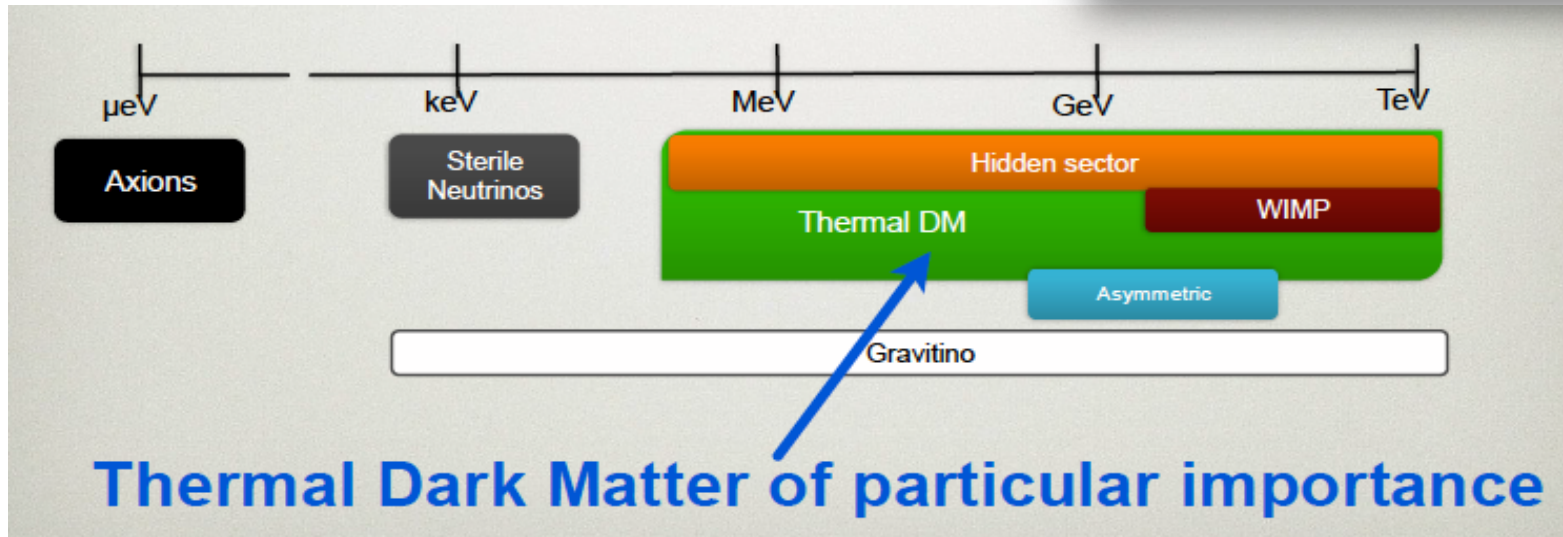 µeV keV MeV GeV TeV
Axions
Sterile
Neutrinos
Hidden sector
WIMP
Thermal DM
Asymmetric
Gravitino
Thermal Dark Matter of particular importance